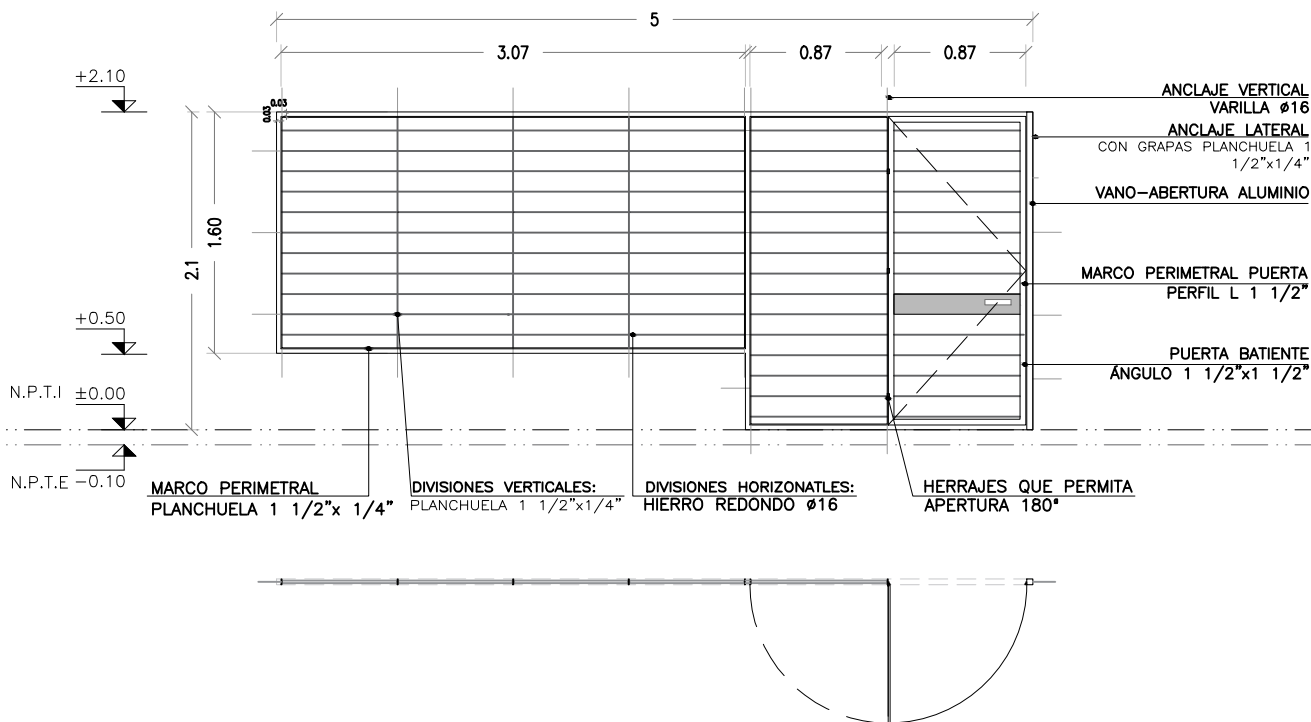 5
3.07
0.87
0.87
+2.10
0.03
0.03
ANCLAJE VERTICAL
VARILLA ø16
ANCLAJE LATERAL
CON GRAPAS PLANCHUELA 1
1/2"x1/4"
VANO-ABERTURA ALUMINIO
2.1
1.60
MARCO PERIMETRAL PUERTA
PERFIL L 1 1/2"
+0.50
PUERTA BATIENTE
ÁNGULO 1 1/2"x1 1/2"
N.P.T.I ±0.00
N.P.T.E -0.10
MARCO PERIMETRAL
PLANCHUELA 1 1/2"x 1/4"
DIVISIONES VERTICALES:
PLANCHUELA 1 1/2"x1/4"
DIVISIONES HORIZONATLES:
HIERRO REDONDO ø16
HERRAJES QUE PERMITA
APERTURA 180°